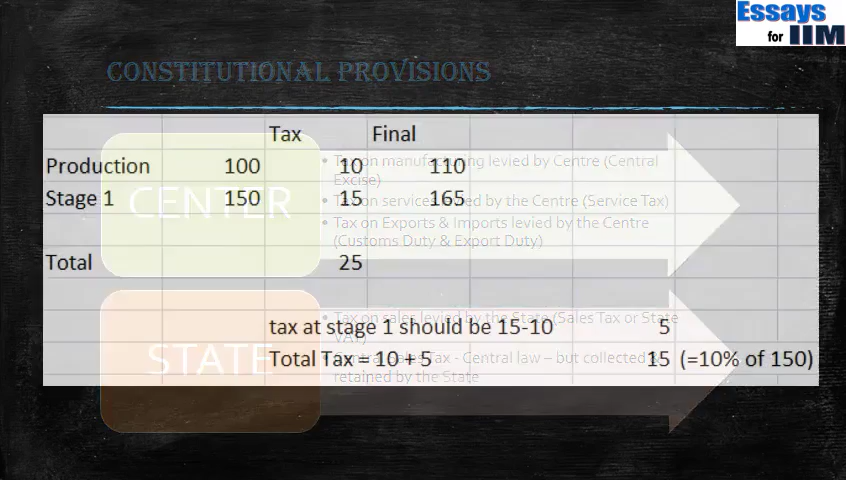 Essays
for IIM
CONSTITUTIONAL PROVISIONS
Tax Final
Production 100 10 110
Stage 1 150 15 165
Total 25
tax at stage 1 should be 15-10 5
Total Tax = 10 + 5 15 (=10% of 150)
CENTER
• Tax on manufacturing levied by Centre (Central
Excise)
• Tax on services levied by the Centre (Service Tax)
• Tax on Exports & Imports levied by the Centre
(Customs Duty & Export Duty)
STATE
• Tax on sales levied by the State (Sales Tax or State
VAT)
Tax - Central law – but collected &
retained by the State